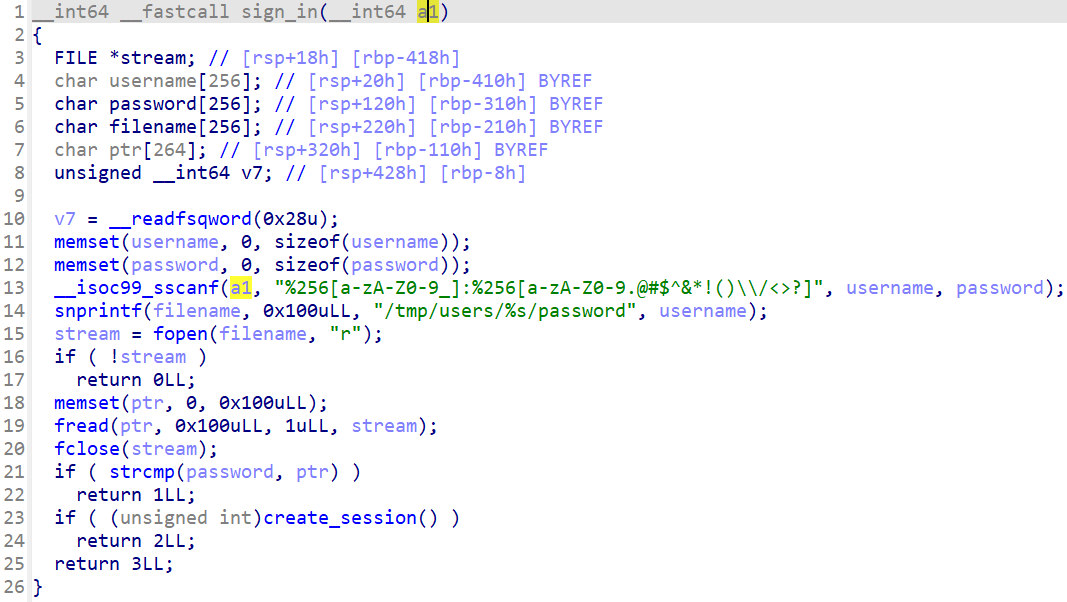 1 __int64 __fastcall sign_in(__int64 a1)
2 {
3   FILE *stream; // [rsp+18h] [rbp-418h]
4   char username[256]; // [rsp+20h] [rbp-410h] BYREF
5   char password[256]; // [rsp+120h] [rbp-310h] BYREF
6   char filename[256]; // [rsp+220h] [rbp-210h] BYREF
7   char ptr[264]; // [rsp+320h] [rbp-110h] BYREF
8   unsigned __int64 v7; // [rsp+428h] [rbp-8h]
9
10   v7 = __readfsqword(0x28u);
11   memset(username, 0, sizeof(username));
12   memset(password, 0, sizeof(password));
13   __isoc99_sscanf(a1, "%256[a-zA-Z0-9_]:%256[a-zA-Z0-9.@#$^&*!()\\/<>?]", username, password);
14   snprintf(filename, 0x100uLL, "/tmp/users/%s/password", username);
15   stream = fopen(filename, "r");
16   if ( !stream )
17     return 0LL;
18   memset(ptr, 0, 0x100uLL);
19   fread(ptr, 0x100uLL, 1uLL, stream);
20   fclose(stream);
21   if ( strcmp(password, ptr) )
22     return 1LL;
23   if ( (unsigned int)create_session() )
24     return 2LL;
25   return 3LL;
26 }